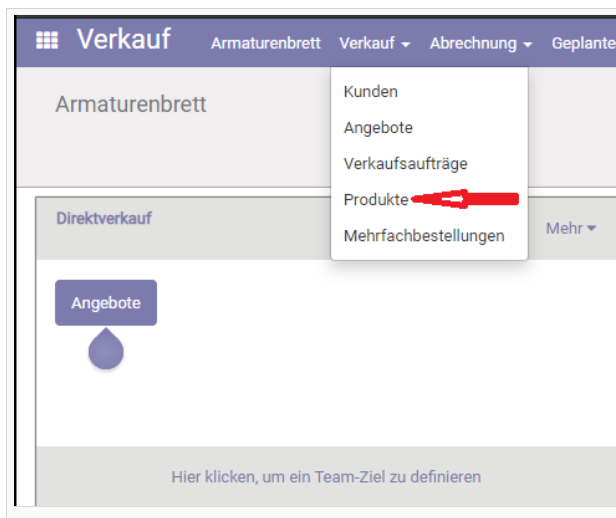 Verkauf Armaturenbrett Verkauf Abrechnung Geplante
Armaturenbrett
Kunden
Angebote
Verkaufsaufträge
Produkte
Mehrfachbestellungen
Direktverkauf
Mehr
Angebote
Hier klicken, um ein Team-Ziel zu definieren